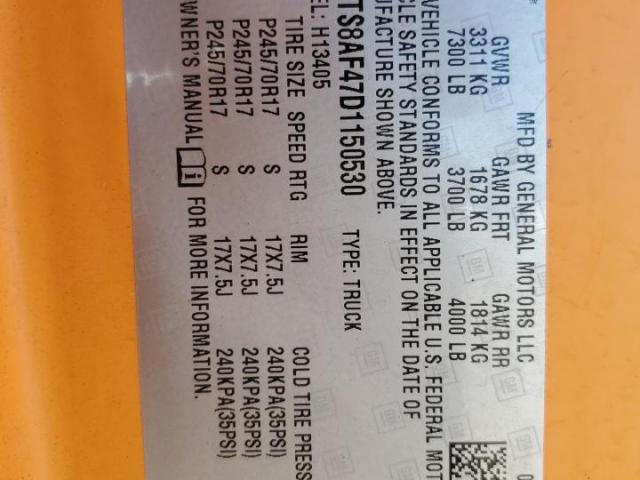 MFD BY GENERAL MOTORS LLC
GVWR GAWR FRT GAWR RR
3311 KG 1678 KG 1814 KG
7300 LB 3700 LB 4000 LB
VEHICLE CONFORMS TO ALL APPLICABLE U.S. FEDERAL MOT
CLE SAFETY STANDARDS IN EFFECT ON THE DATE OF
UFACTURE SHOWN ABOVE.
TS8AF47D1150530 TYPE: TRUCK
EL: H13405
TIRE SIZE SPEED RTG RIM COLD TIRE PRESS
P245/70R17 S 17X7.5J 240KPA(35PSI)
P245/70R17 S 17X7.5J 240KPA(35PSI)
P245/70R17 S 17X7.5J 240KPA(35PSI)
OWNER'S MANUAL i FOR MORE INFORMATION.